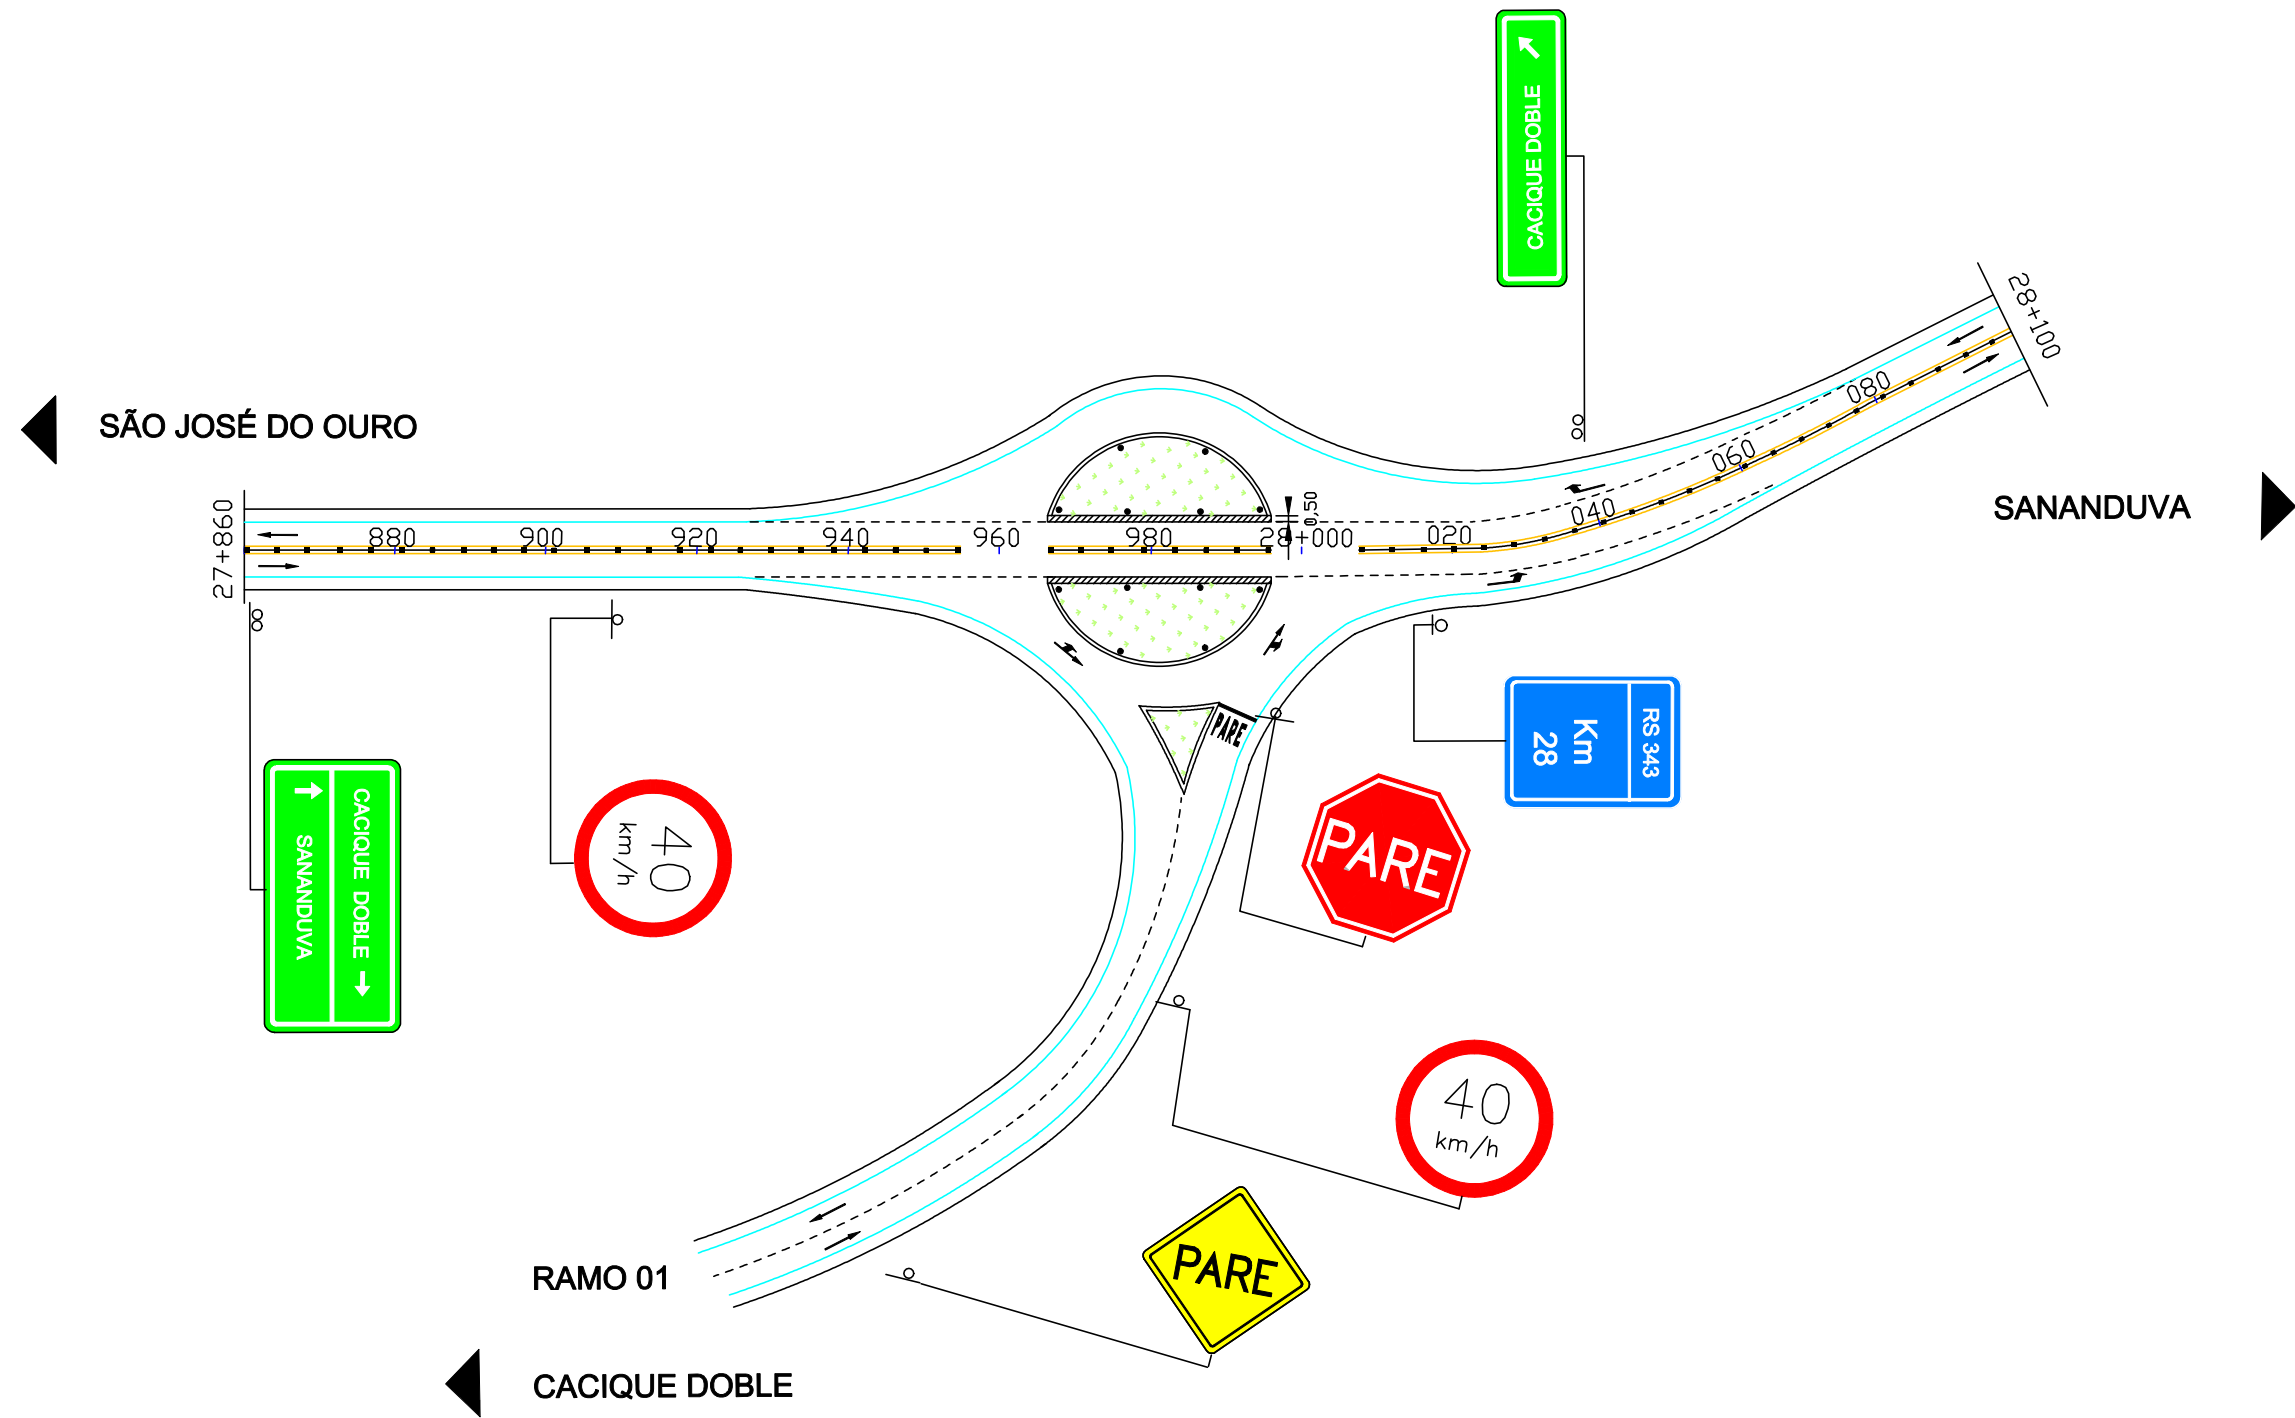 CACIQUE DOBLE
28+100
SÃO JOSÉ DO OURO
SANANDUVA
27+860
880
900
920
940
960
980
28+000
0,50
020
040
060
080
CACIQUE DOBLE
SANANDUVA
40
km/h
PARE
PARE
RS 343
Km
28
40
km/h
PARE
RAMO 01
CACIQUE DOBLE